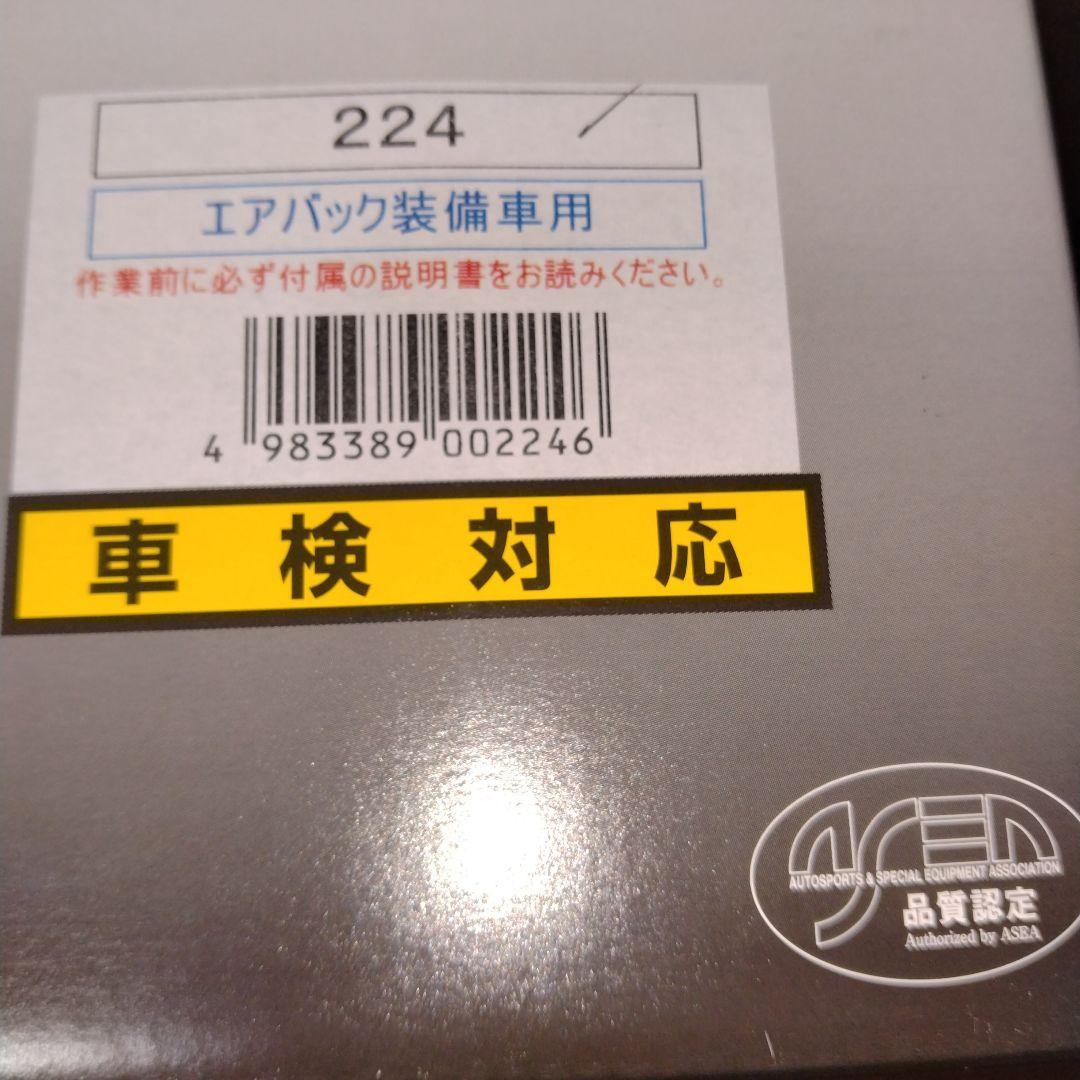 224
エアバック装備車用
作業前に必ず付属の説明書をお読みください。
4 983389 002246
車検対応
ASEA
AUTOSPORTS & SPECIAL EQUIPMENT ASSOCIATION
品質認定
Authorized by ASEA